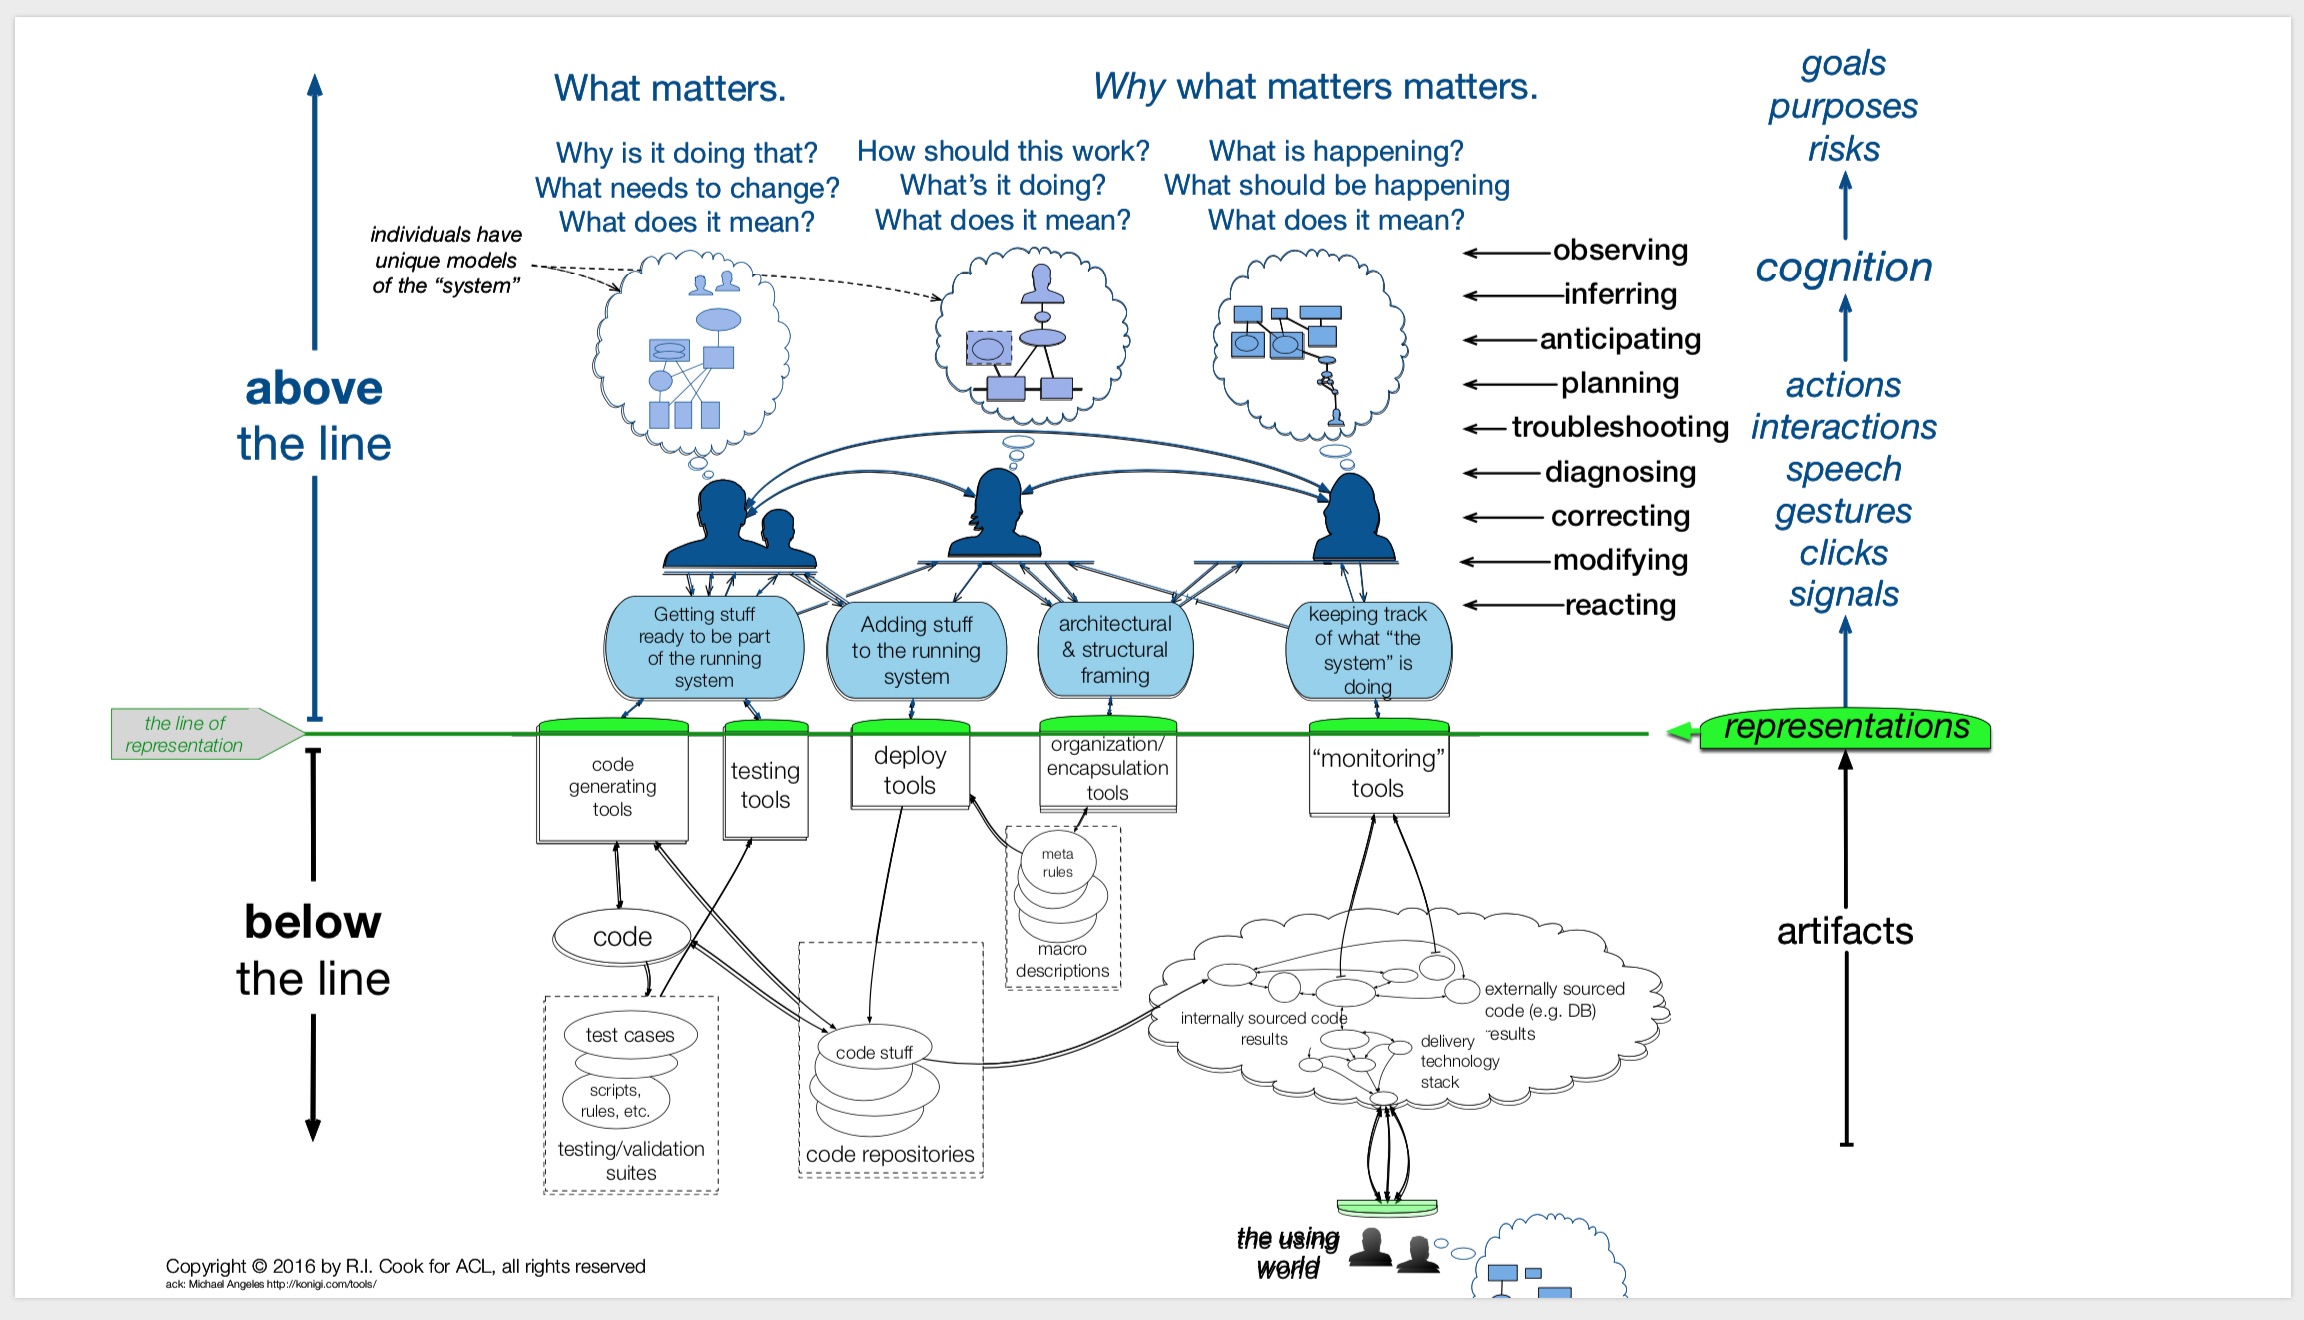 What matters.
Why what matters matters.
goals
purposes
risks
Why is it doing that?
What needs to change?
What does it mean?
How should this work?
What's it doing?
What does it mean?
What is happening?
What should be happening
What does it mean?
individuals have
unique models
of the “system”
observing
inferring
anticipating
planning
troubleshooting
diagnosing
correcting
modifying
reacting
cognition
actions
interactions
speech
gestures
clicks
signals
above
the line
Getting stuff
ready to be part
of the running
system
Adding stuff
to the running
system
architectural
& structural
framing
keeping track
of what “the
system” is
doing
the line of
representation
representations
code
generating
tools
testing
tools
deploy
tools
organization/
encapsulation
tools
“monitoring”
tools
below
the line
artifacts
meta
rules
macro
descriptions
code
test cases
scripts,
rules, etc.
testing/validation
suites
code stuff
code repositories
internally sourced code
results
externally sourced
code (e.g. DB)
results
delivery
technology
stack
the using
world
Copyright © 2016 by R.I. Cook for ACL, all rights reserved
ack: Michael Angeles http://konigi.com/tools/